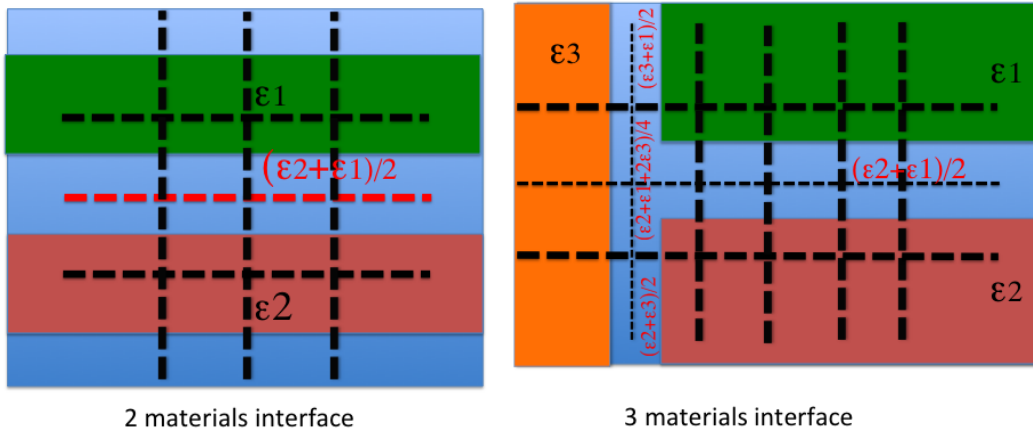 ε1
(ε2+ε1)/2
ε2
2 materials interface
ε3
(ε3+ε1)/2
ε1
(ε2+ε1+2ε3)/4
(ε2+ε1)/2
(ε2+ε3)/2
ε2
3 materials interface